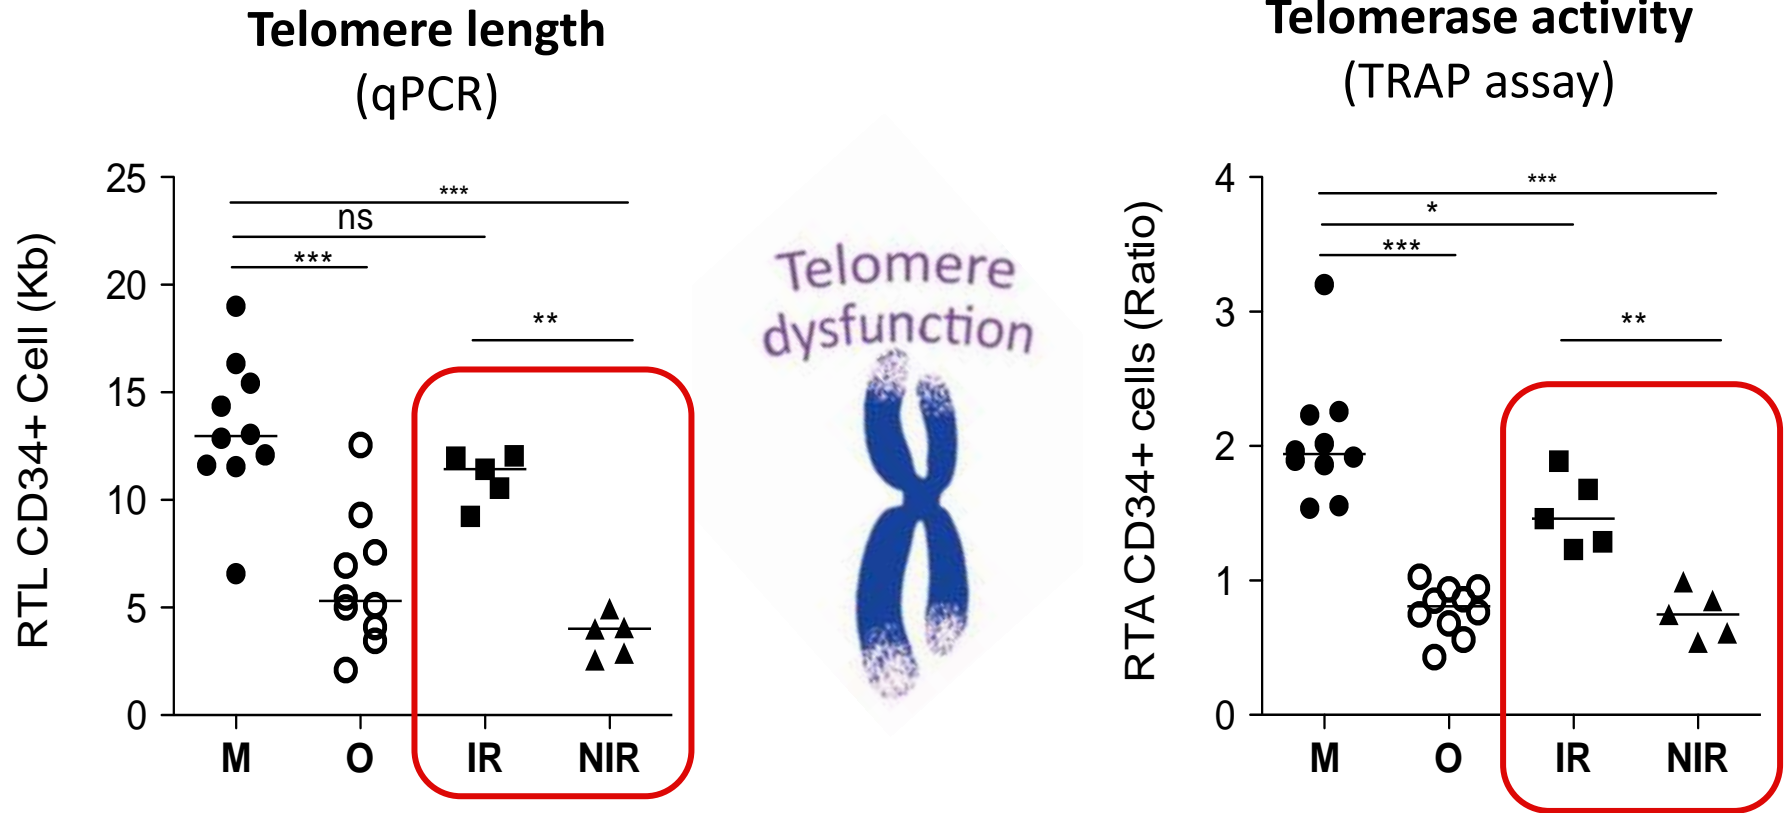 Telomere length
(qPCR)
RTL CD34+ Cell (Kb)
25
20
15
10
5
0
***
ns
***
**
M O IR NIR
Telomere
dysfunction
Telomerase activity
(TRAP assay)
RTA CD34+ cells (Ratio)
4
3
2
1
0
***
*
***
**
M O IR NIR